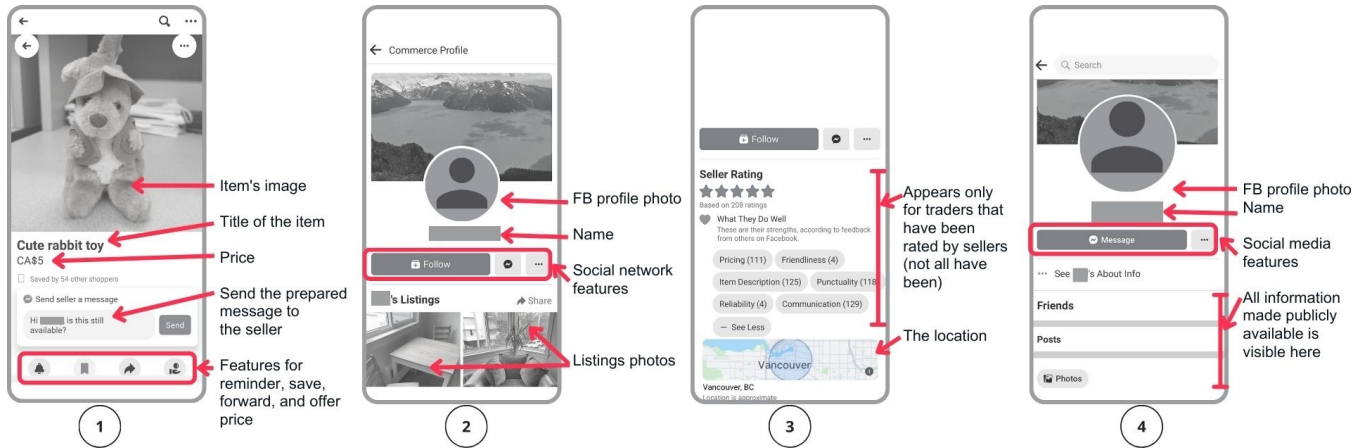 Cute rabbit toy
CA$5
Saved by 54 other shoppers
Send seller a message
Hi is this still
available?
Send
Item's image
Title of the item
Price
Send the prepared
message to
the seller
Features for
reminder, save,
forward, and offer
price
1
Commerce Profile
Follow
's Listings
Share
FB profile photo
Name
Social network
features
Listings photos
2
Follow
Seller Rating
Based on 208 ratings
What They Do Well
These are their strengths, according to feedback
from others on Facebook.
Pricing (111)
Friendliness (4)
Item Description (125)
Punctuality (118
Reliability (4)
Communication (129)
— See Less
Vancouver
Vancouver, BC
Location is approximate
Appears only
for traders that
have been
rated by sellers
(not all have
been)
The location
3
Search
Message
See 's About Info
Friends
Posts
Photos
FB profile photo
Name
Social media
features
All information
made publicly
available is
visible here
4